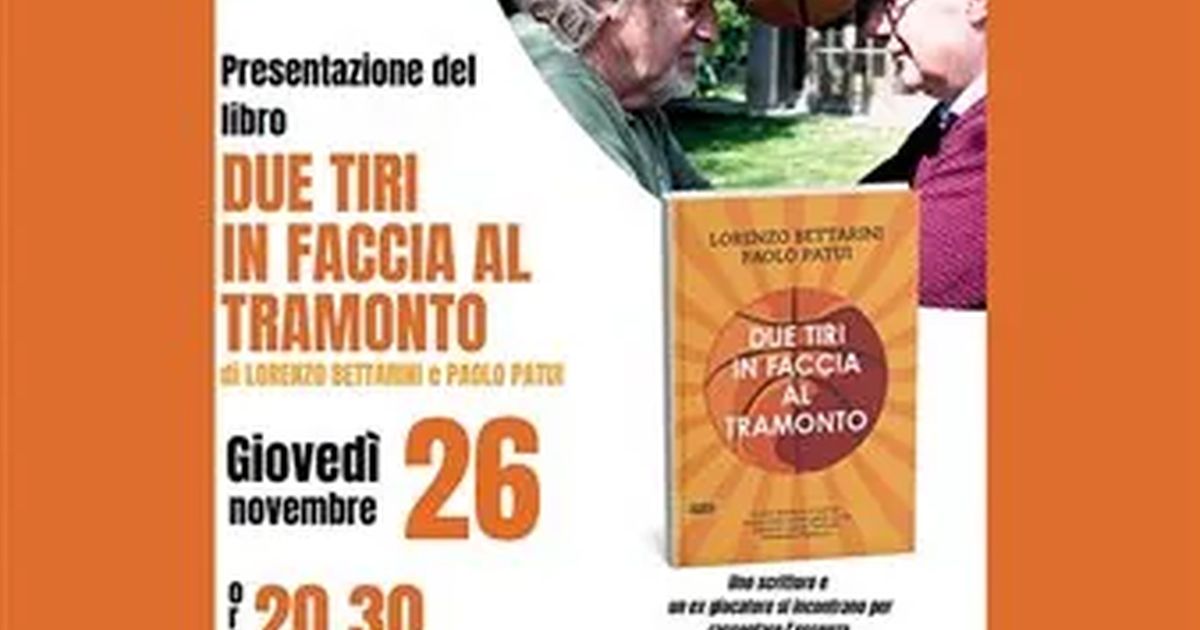 Presentazione del
libro
DUE TIRI
IN FACCIA AL
TRAMONTO
di LORENZO BETTARINI e PAOLO PATUI
Giovedì
novembre
26
or
20.30
LORENZO BETTARINI
PAOLO PATUI
DUE TIRI
IN FACCIA
AL
TRAMONTO
Uno scrittore e
un ex giocatore si incontrano per